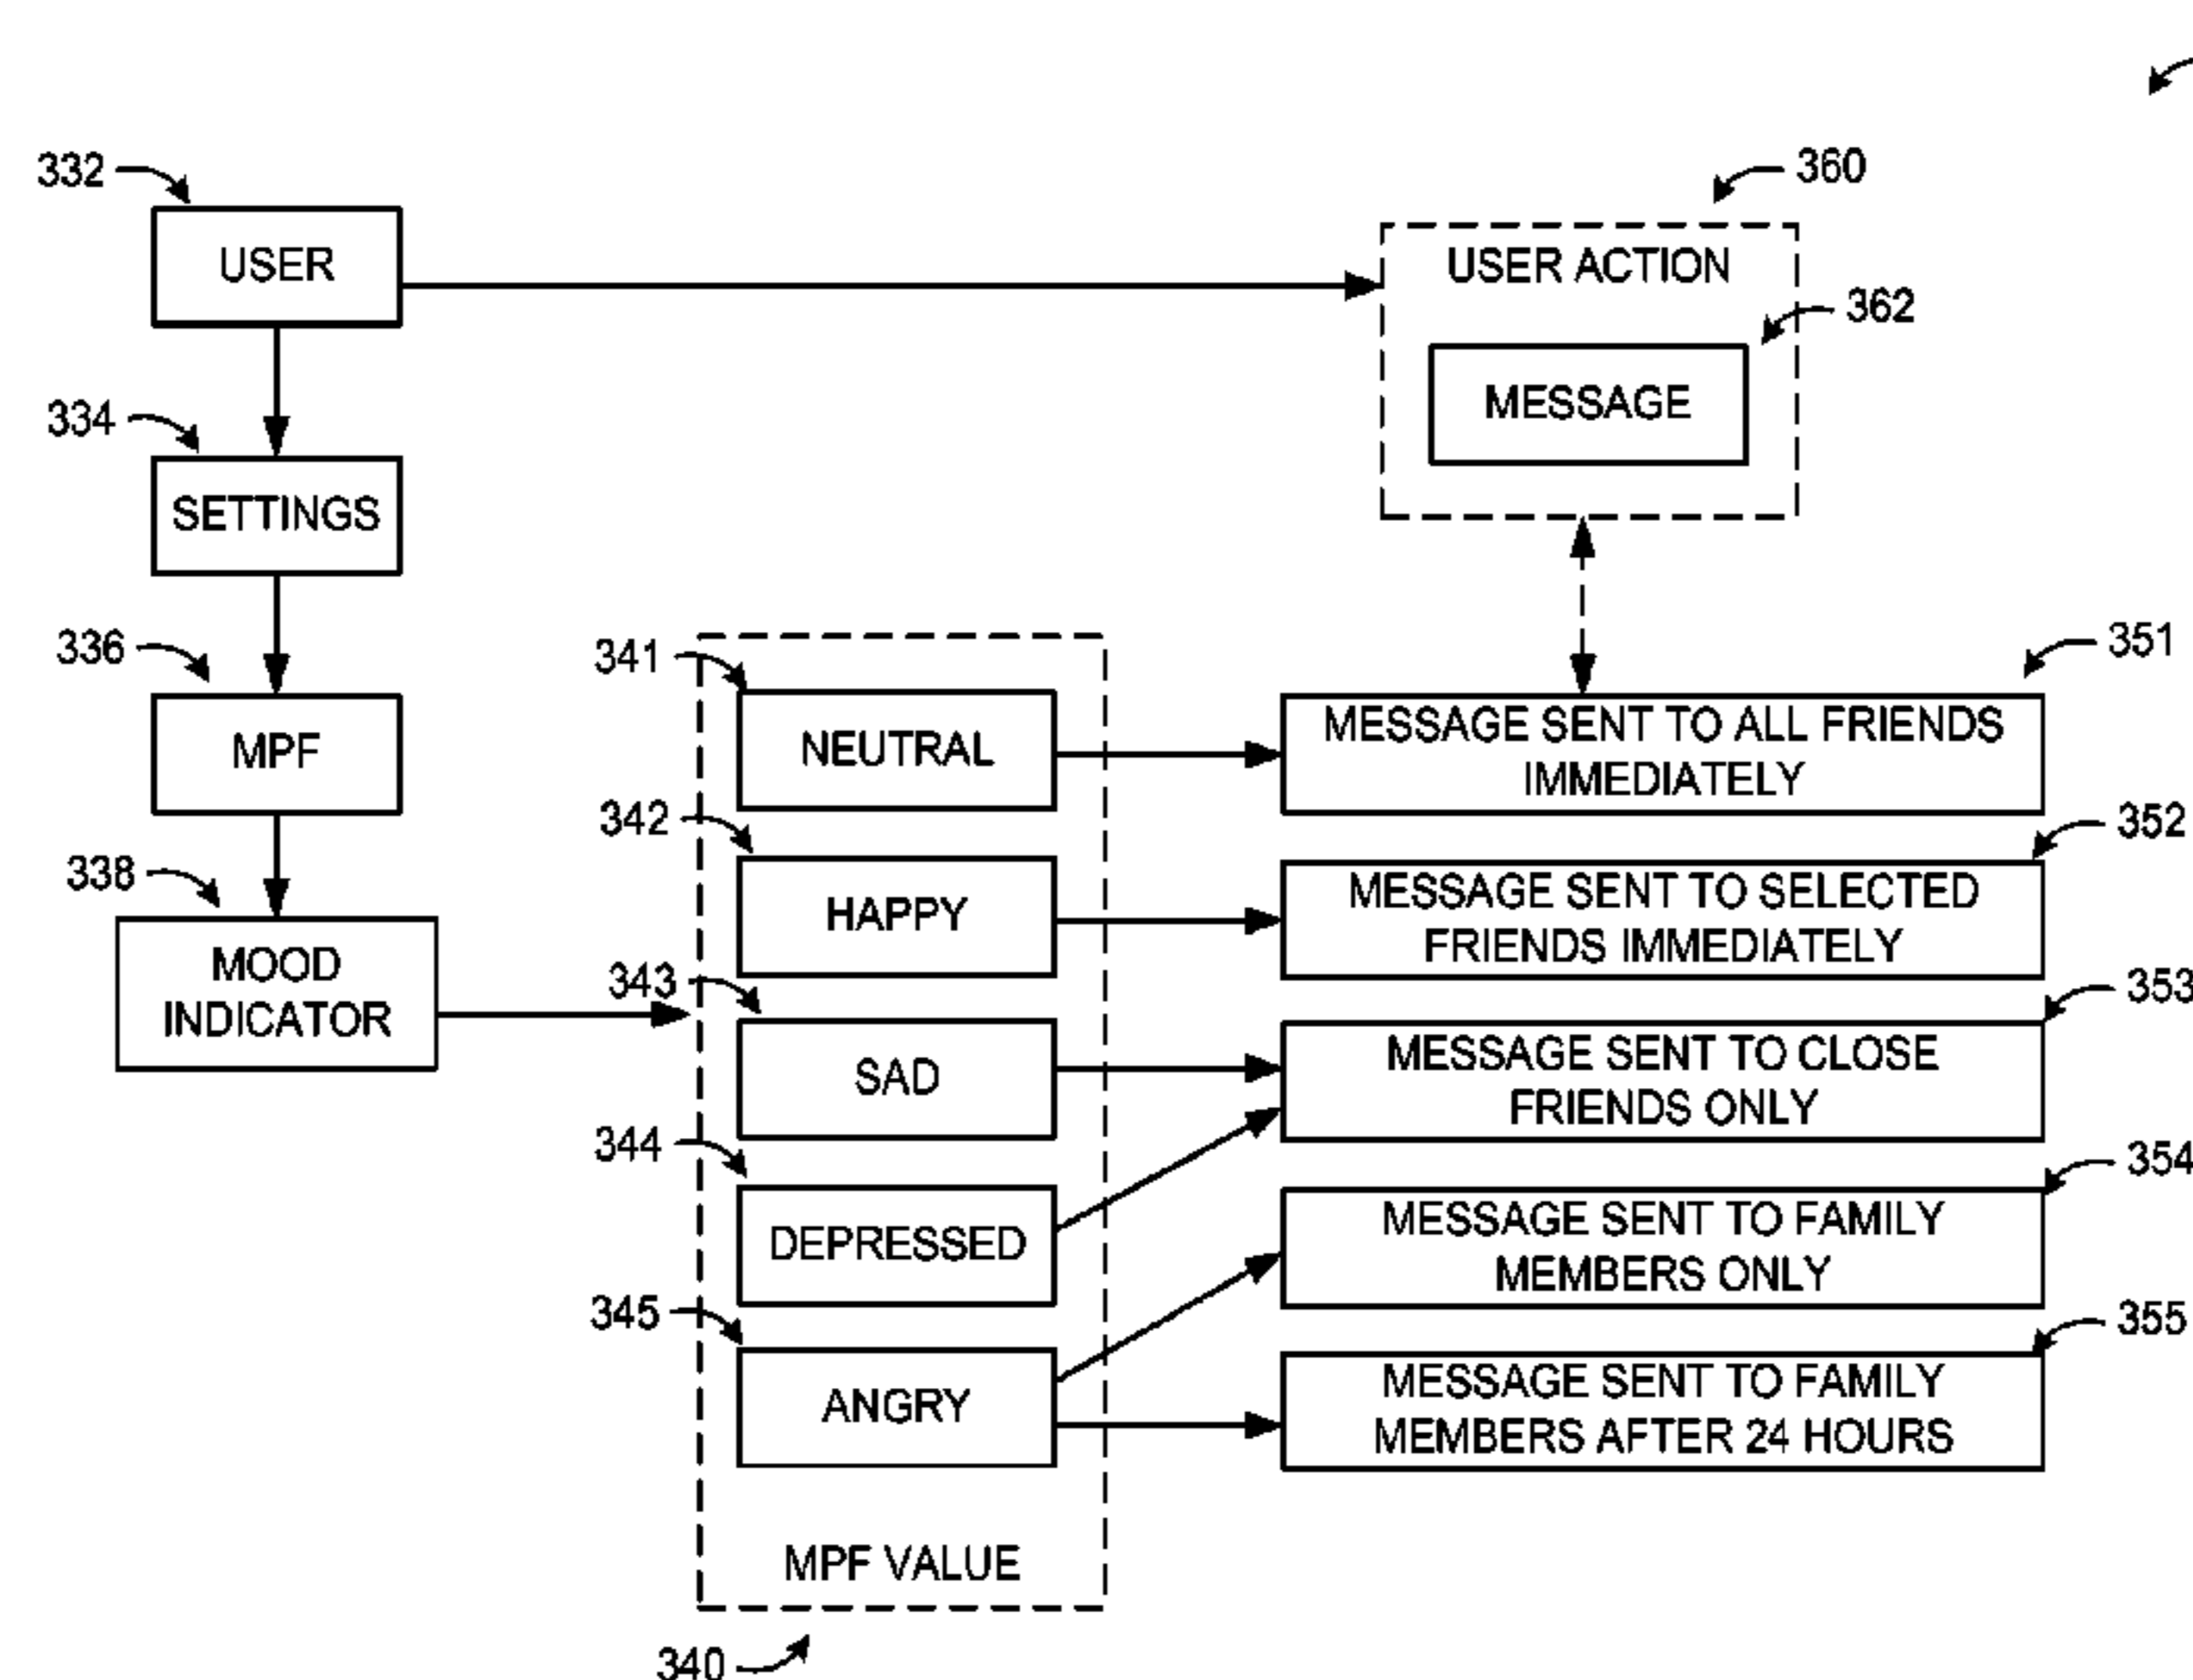 332
USER
360
USER ACTION
362
MESSAGE
334
SETTINGS
336
MPF
338
MOOD
INDICATOR
341
NEUTRAL
351
MESSAGE SENT TO ALL FRIENDS
IMMEDIATELY
342
HAPPY
352
MESSAGE SENT TO SELECTED
FRIENDS IMMEDIATELY
343
SAD
353
MESSAGE SENT TO CLOSE
FRIENDS ONLY
344
DEPRESSED
354
MESSAGE SENT TO FAMILY
MEMBERS ONLY
345
ANGRY
355
MESSAGE SENT TO FAMILY
MEMBERS AFTER 24 HOURS
MPF VALUE
340